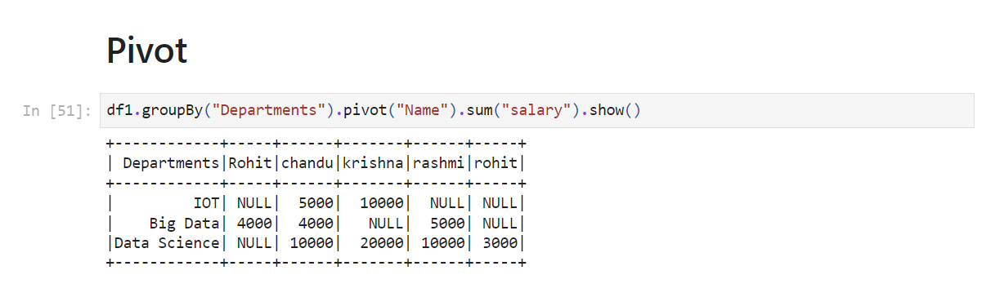 Pivot
In [51]: df1.groupBy("Departments").pivot("Name").sum("salary").show()
+------------+-----+------+-------+------+-----+
| Departments|Rohit|chandu|krishna|rashmi|rohit|
+------------+-----+------+-------+------+-----+
|         IOT| NULL|  5000|  10000|  NULL| NULL|
|    Big Data| 4000|  4000|   NULL|  5000| NULL|
|Data Science| NULL| 10000|  20000| 10000| 3000|
+------------+-----+------+-------+------+-----+